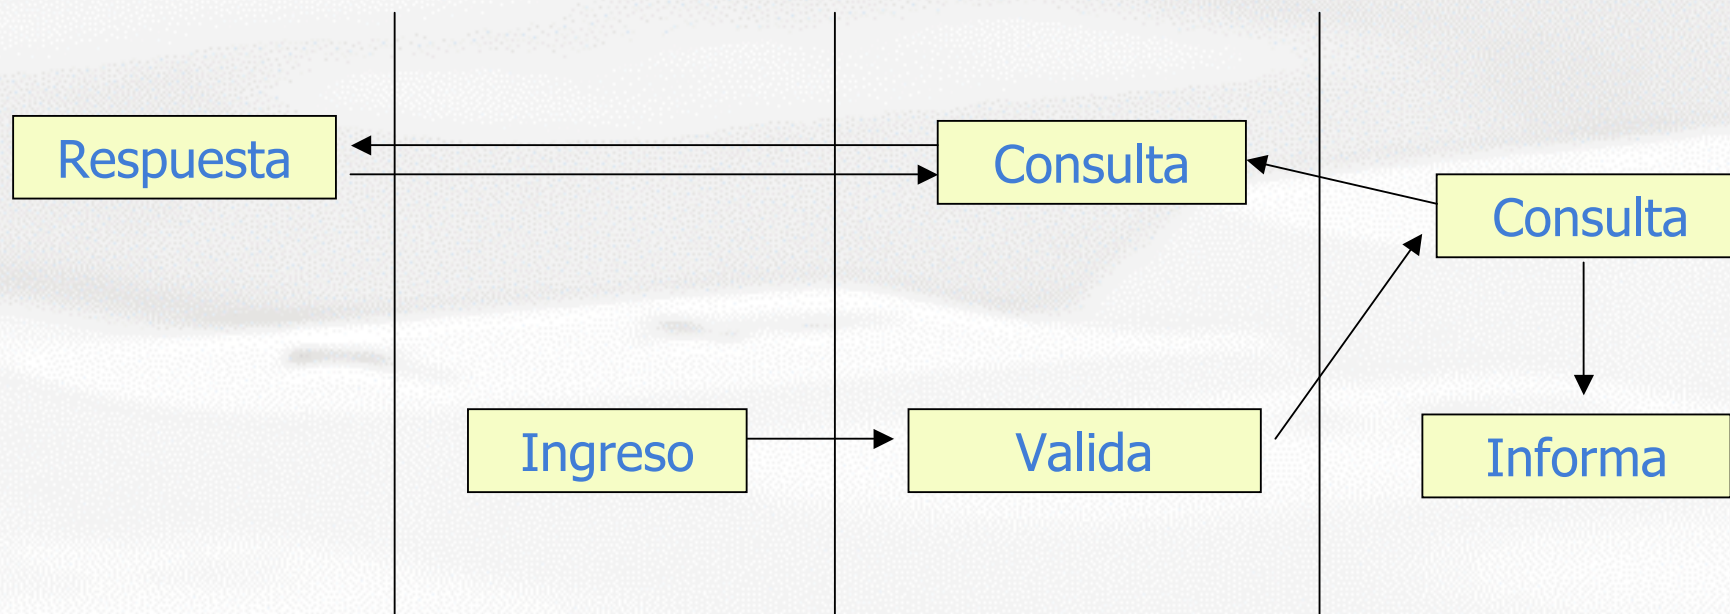 Respuesta
Consulta
Consulta
Ingreso
Valida
Informa